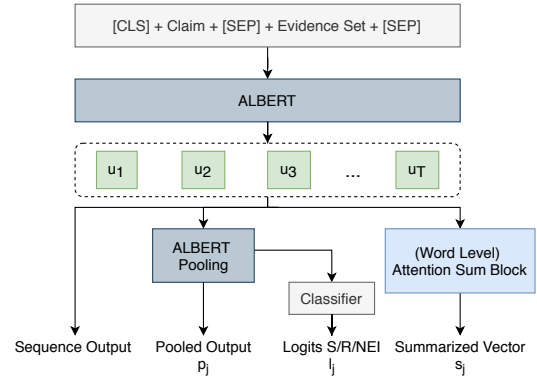 [CLS] + Claim + [SEP] + Evidence Set + [SEP]
ALBERT
u1 u2 u3 ... uT
ALBERT
Pooling
(Word Level)
Attention Sum Block
Classifier
Sequence Output
Pooled Output
pj
Logits S/R/NEI
lj
Summarized Vector
sj